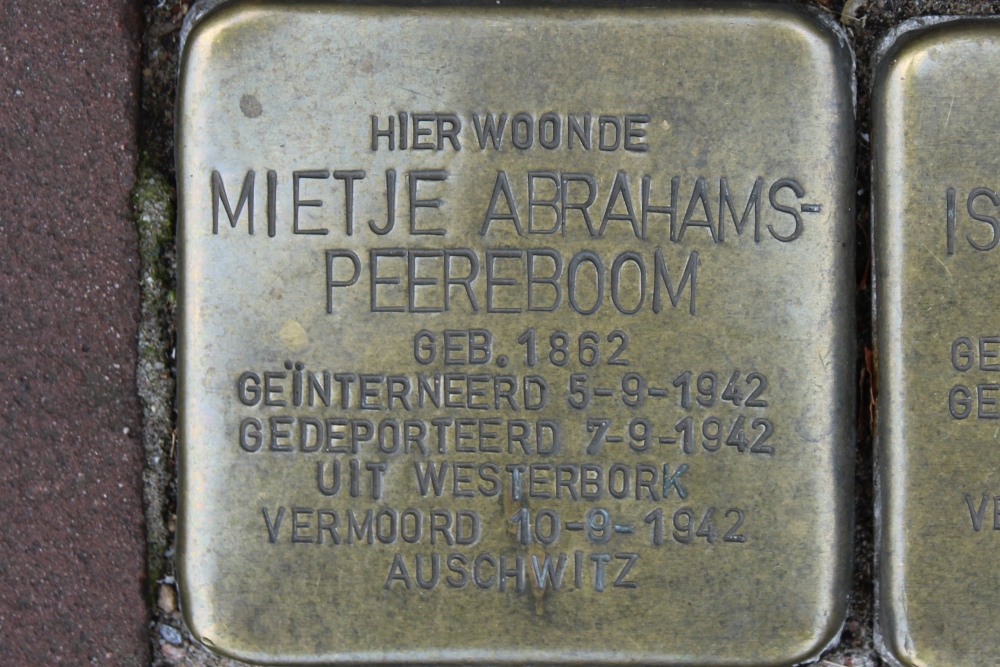 HIER WOONDE
MIETJE ABRAHAMS-
PEEREBOOM
GEB. 1862
GEÏNTERNEERD 5-9-1942
GEDEPORTEERD 7-9-1942
UIT WESTERBORK
VERMOORD 10-9-1942
AUSCHWITZ